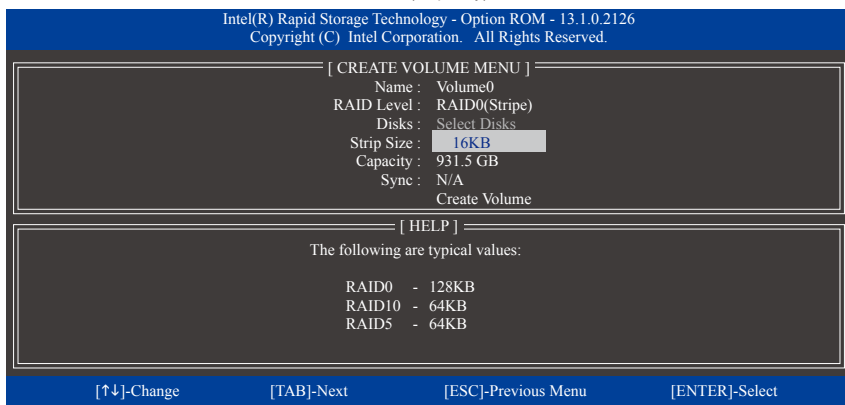 Intel(R) Rapid Storage Technology - Option ROM - 13.1.0.2126
Copyright (C) Intel Corporation. All Rights Reserved.
[ CREATE VOLUME MENU ]
Name : Volume0
RAID Level : RAID0(Stripe)
Disks : Select Disks
Strip Size : 16KB
Capacity : 931.5 GB
Sync : N/A
Create Volume
[ HELP ]
The following are typical values:
RAID0 - 128KB
RAID10 - 64KB
RAID5 - 64KB
[↑↓]-Change [TAB]-Next [ESC]-Previous Menu [ENTER]-Select